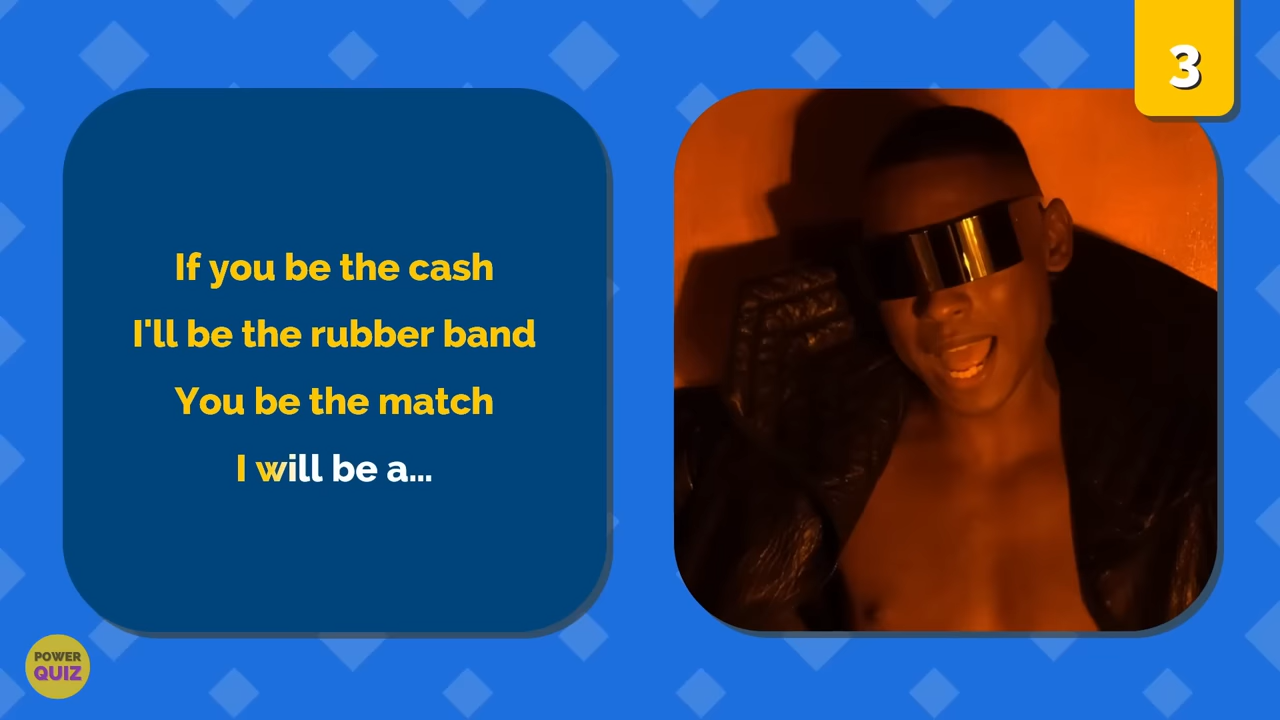 3
If you be the cash
I'll be the rubber band
You be the match
I will be a...
POWER
QUIZ